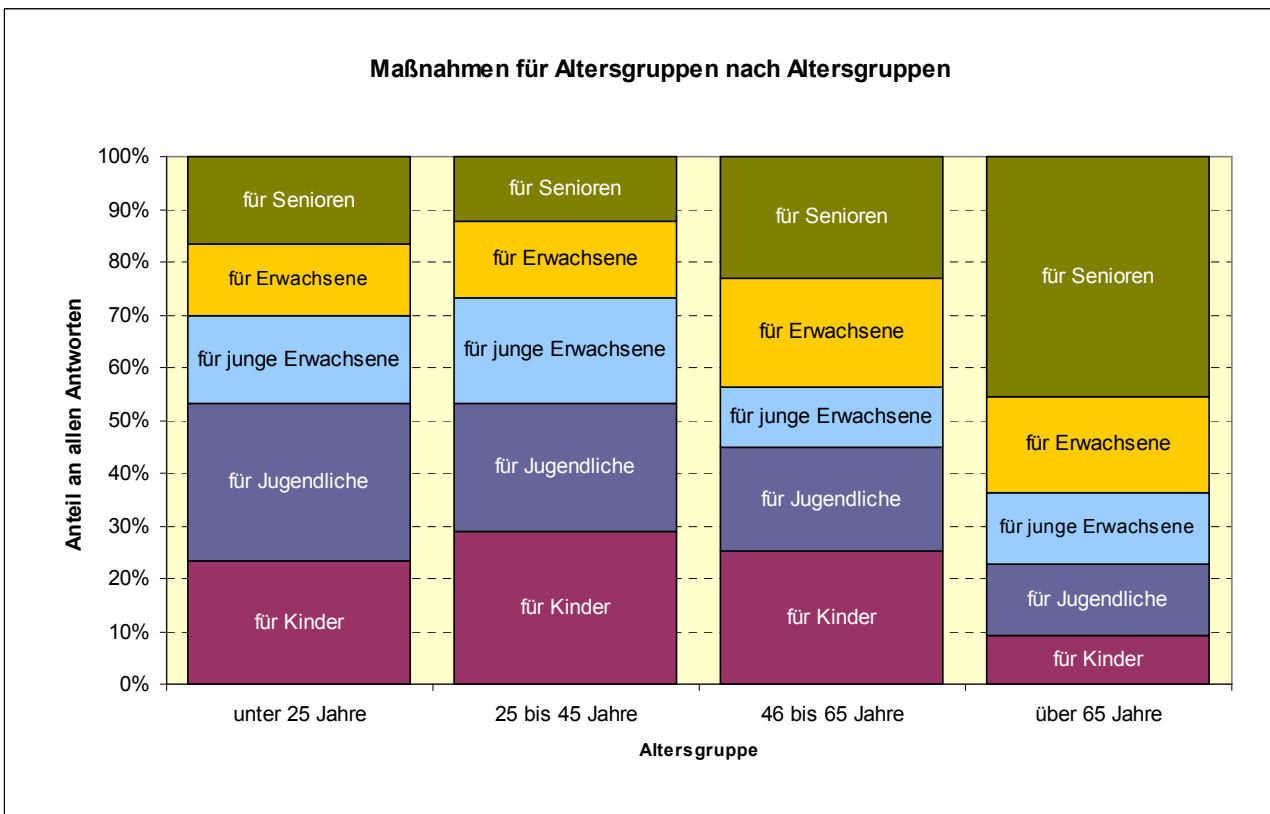 Maßnahmen für Altersgruppen nach Altersgruppen
Anteil an allen Antworten
100%
90%
80%
70%
60%
50%
40%
30%
20%
10%
0%
für Senioren
für Erwachsene
für junge Erwachsene
für Jugendliche
für Kinder
für Senioren
für Erwachsene
für junge Erwachsene
für Jugendliche
für Kinder
für Senioren
für Erwachsene
für junge Erwachsene
für Jugendliche
für Kinder
für Senioren
für Erwachsene
für junge Erwachsene
für Jugendliche
für Kinder
unter 25 Jahre
25 bis 45 Jahre
46 bis 65 Jahre
über 65 Jahre
Altersgruppe